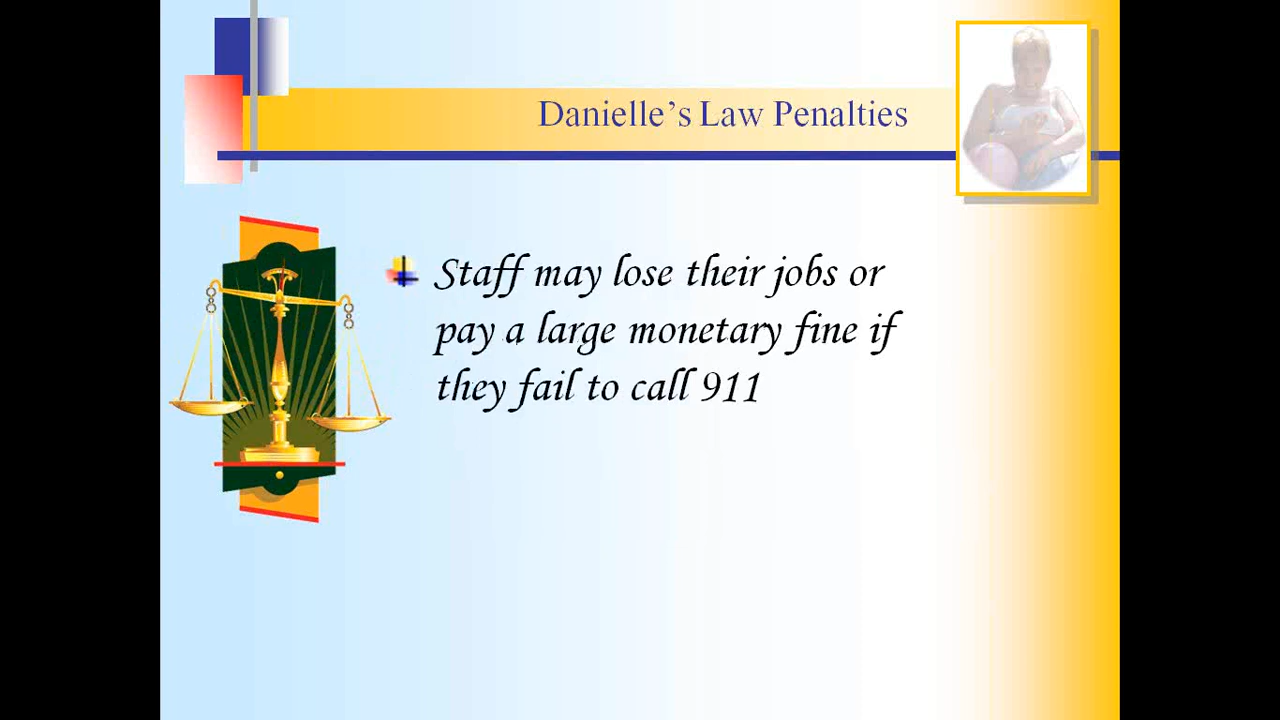 Danielle's Law Penalties
Staff may lose their jobs or
pay a large monetary fine if
they fail to call 911